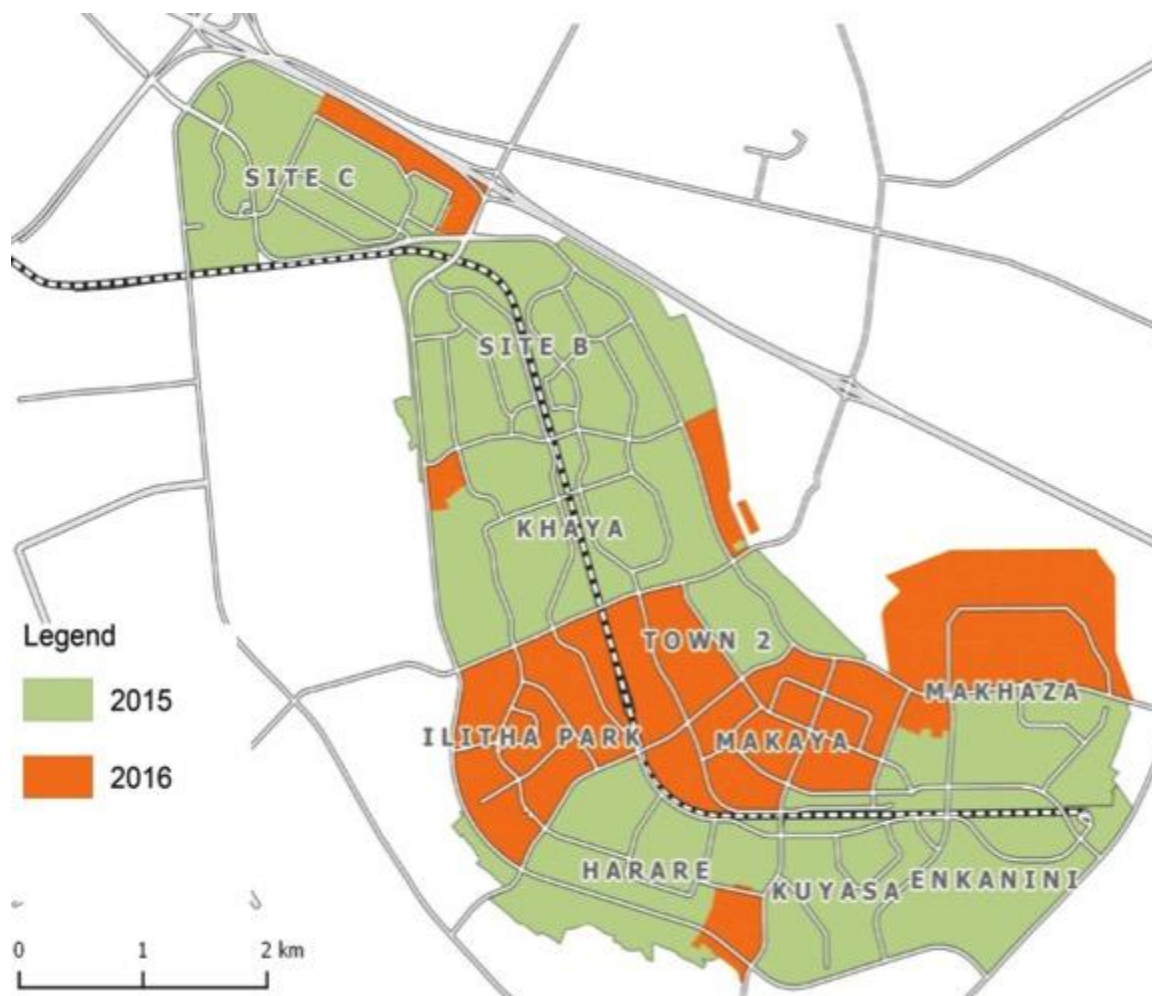 SITE C
SITE B
KHAYA
TOWN 2
Legend
2015
2016
MAKHAZA
ILITHA PARK
MAKAYA
HARARE
KUYASA
ENKANINI
0 1 2 km